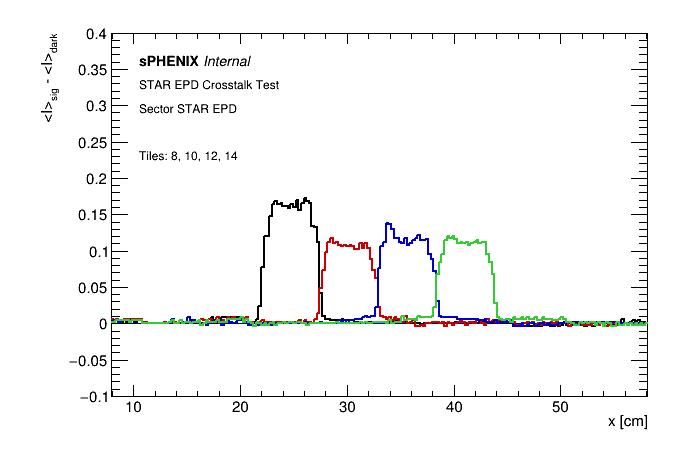 <I>sig - <I>dark
0.4
0.35
0.3
0.25
0.2
0.15
0.1
0.05
0
−0.05
−0.1
sPHENIX Internal
STAR EPD Crosstalk Test
Sector STAR EPD
Tiles: 8, 10, 12, 14
10 20 30 40 50
x [cm]